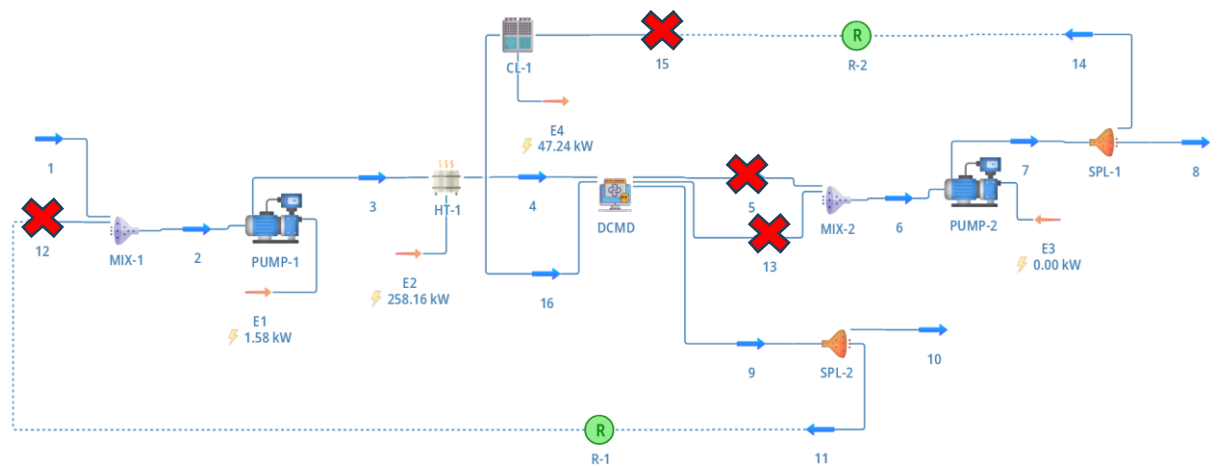 R
R-2
15
14
CL-1
E4
47.24 kW
1
SPL-1
7
8
3
HT-1
4
5
DCMD
MIX-2
6
PUMP-2
12
MIX-1
2
PUMP-1
13
E3
0.00 kW
E2
258.16 kW
16
E1
1.58 kW
9
SPL-2
10
R
R-1
11